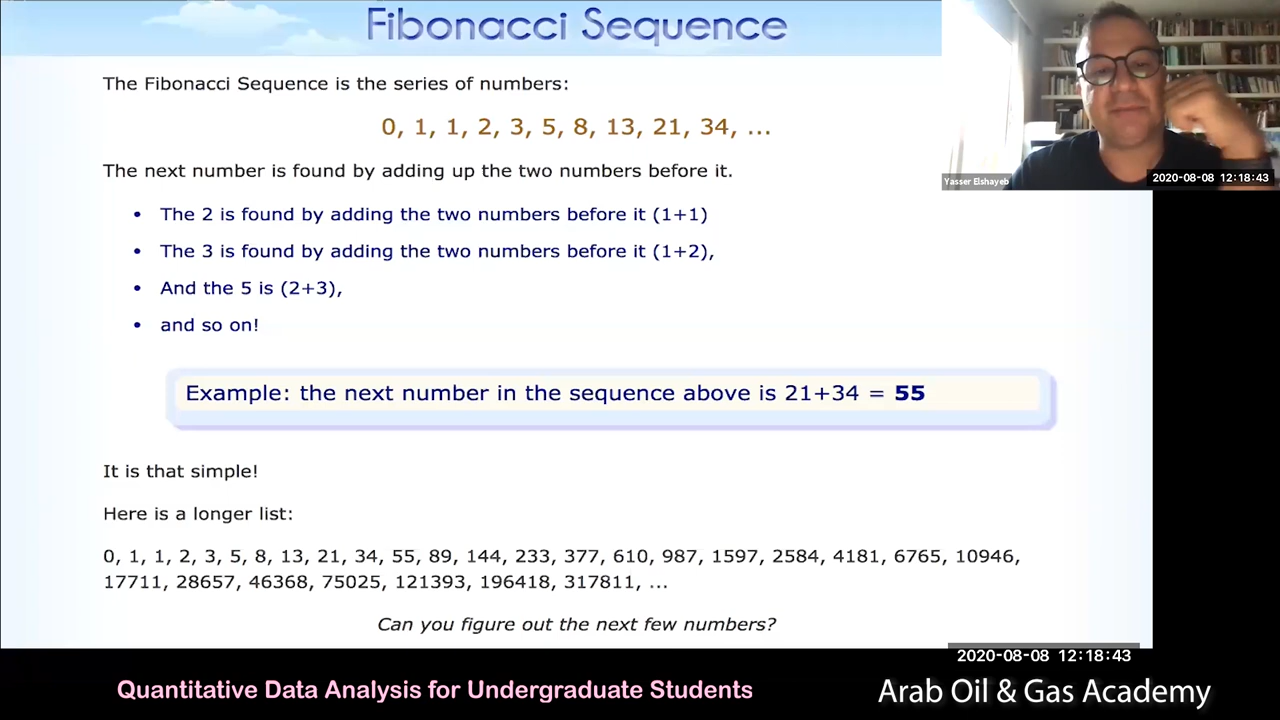 Fibonacci Sequence
The Fibonacci Sequence is the series of numbers:
0, 1, 1, 2, 3, 5, 8, 13, 21, 34, ...
The next number is found by adding up the two numbers before it.
• The 2 is found by adding the two numbers before it (1+1)
• The 3 is found by adding the two numbers before it (1+2),
• And the 5 is (2+3),
• and so on!
Example: the next number in the sequence above is 21+34 = 55
It is that simple!
Here is a longer list:
0, 1, 1, 2, 3, 5, 8, 13, 21, 34, 55, 89, 144, 233, 377, 610, 987, 1597, 2584, 4181, 6765, 10946,
17711, 28657, 46368, 75025, 121393, 196418, 317811, ...
Can you figure out the next few numbers?
Yasser Elshayeb
2020-08-08 12:18:43
2020-08-08 12:18:43
Quantitative Data Analysis for Undergraduate Students
Arab Oil & Gas Academy